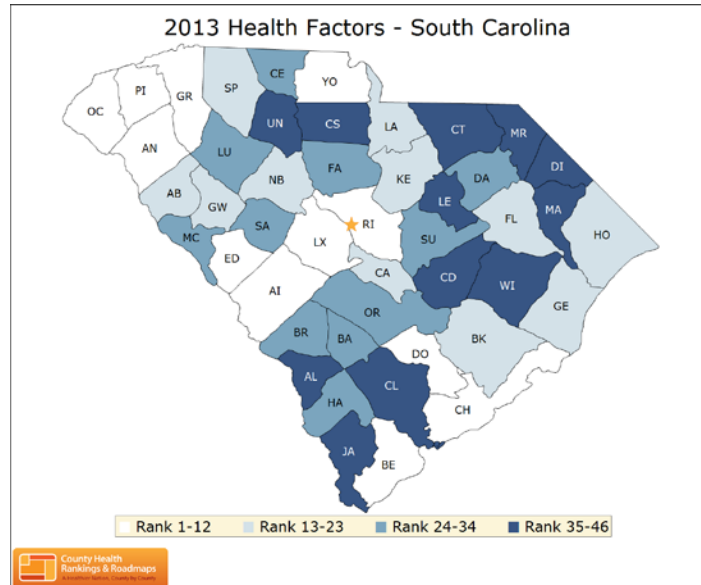 2013 Health Factors - South Carolina
CE
YO
SP
GR
PI
OC
UN
CS
LA
CT
MR
AN
LU
DI
FA
NB
KE
DA
AB
LE
MA
GW
SA
RI
FL
HO
MC
LX
SU
ED
CA
CD
WI
AI
GE
OR
BR
BA
BK
DO
AL
CL
HA
CH
JA
BE
Rank 1-12 Rank 13-23 Rank 24-34 Rank 35-46
County Health
Rankings & Roadmaps